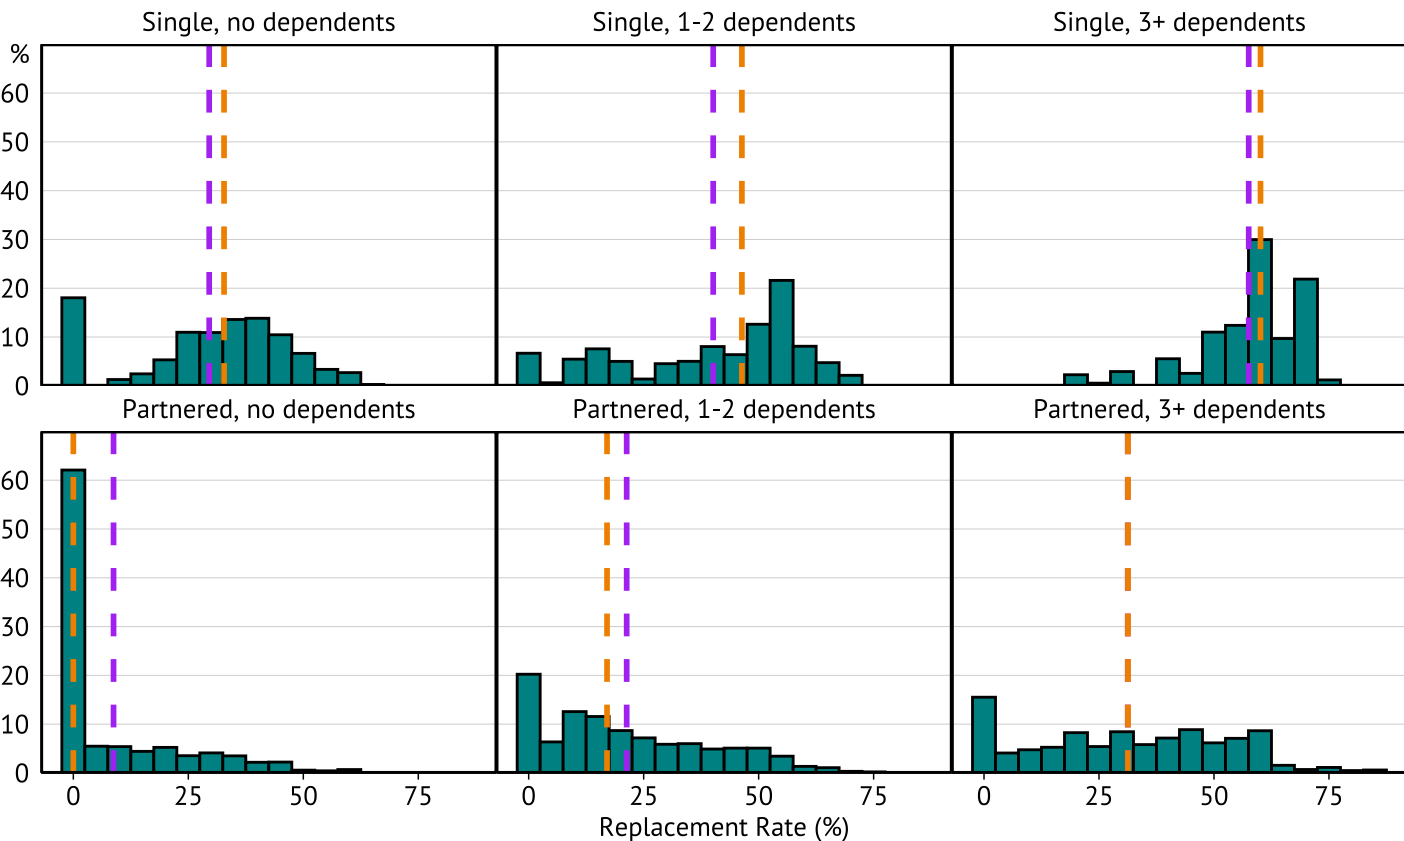 Single, no dependents
Single, 1-2 dependents
Single, 3+ dependents
%
60
50
40
30
20
10
0
Partnered, no dependents
Partnered, 1-2 dependents
Partnered, 3+ dependents
60
50
40
30
20
10
0
0 25 50 75
0 25 50 75
0 25 50 75
Replacement Rate (%)